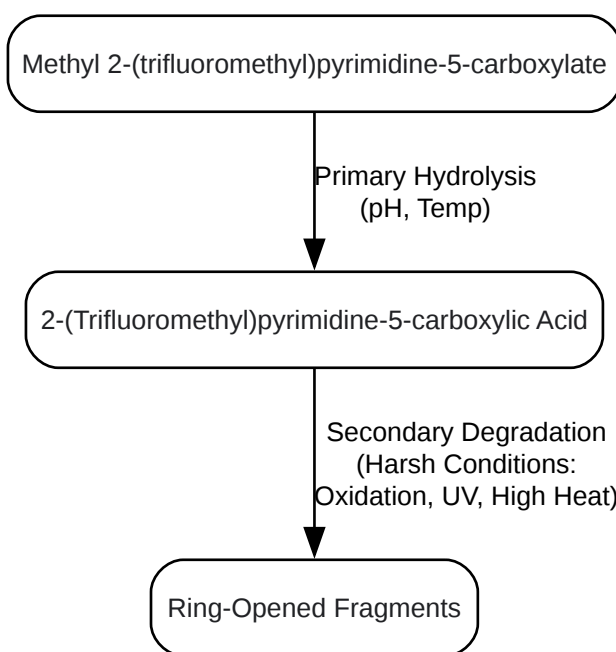 Methyl 2-(trifluoromethyl)pyrimidine-5-carboxylate
Primary Hydrolysis
(pH, Temp)
2-(Trifluoromethyl)pyrimidine-5-carboxylic Acid
Secondary Degradation
(Harsh Conditions:
Oxidation, UV, High Heat)
Ring-Opened Fragments